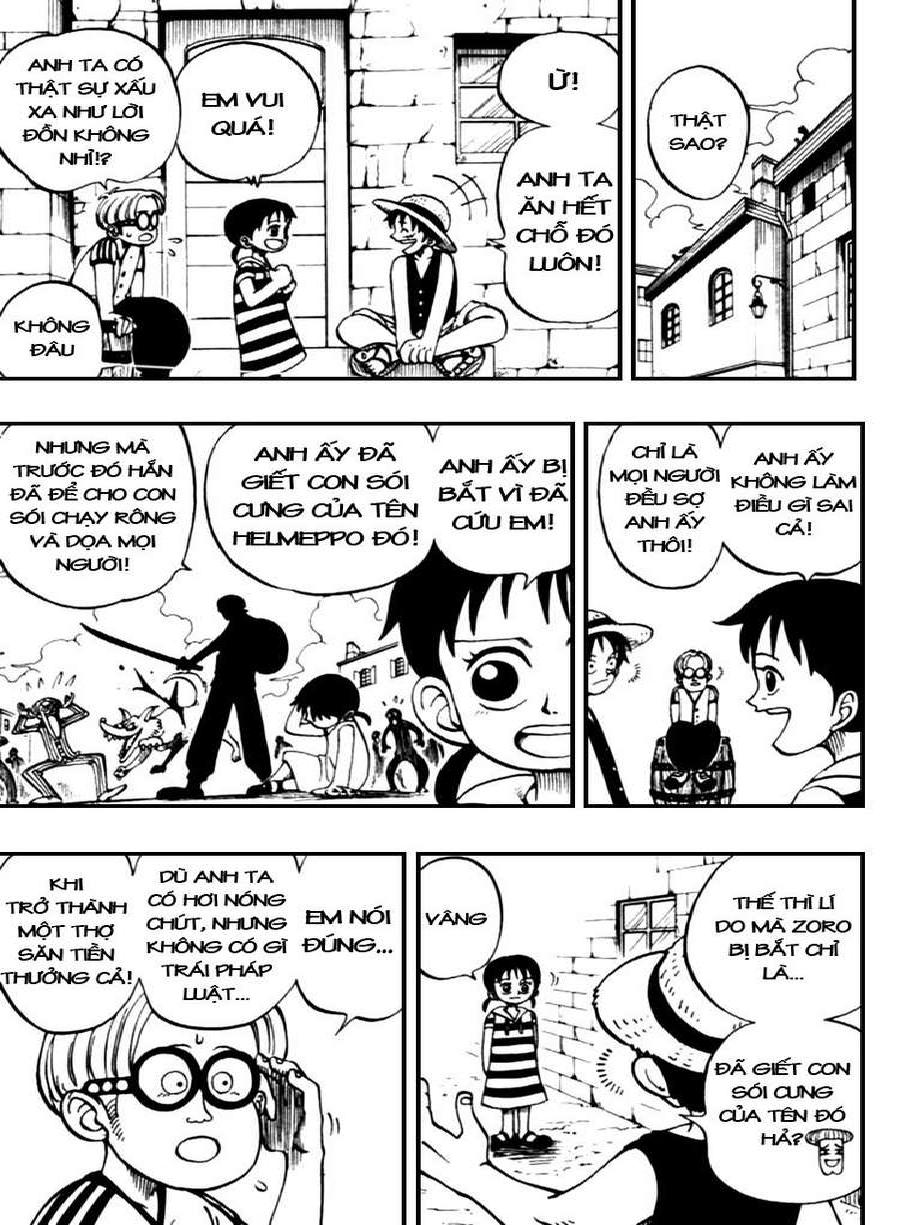 THẬT
SAO?
Ừ!
ANH TA
ĂN HẾT
CHỖ ĐÓ
LUÔN!
EM VUI
QUÁ!
ANH TA CÓ
THẬT SỰ XẤU
XA NHƯ LỜI
ĐỒN KHÔNG
NHỈ!?
KHÔNG
ĐÂU
ANH ẤY
KHÔNG LÀM
ĐIỀU GÌ SAI
CẢ!
CHỈ LÀ
MỌI NGƯỜI
ĐỀU SỢ
ANH ẤY
THÔI!
ANH ẤY BỊ
BẮT VÌ ĐÃ
CỨU EM!
ANH ẤY ĐÃ
GIẾT CON SÓI
CƯNG CỦA TÊN
HELMEPPO ĐÓ!
NHƯNG MÀ
TRƯỚC ĐÓ HẮN
ĐÃ ĐỂ CHO CON
SÓI CHẠY RÔNG
VÀ DỌA MỌI
NGƯỜI!
THẾ THÌ LÍ
DO MÀ ZORO
BỊ BẮT CHỈ
LÀ...
ĐÃ GIẾT CON
SÓI CƯNG
CỦA TÊN ĐÓ
HẢ?
VÂNG
EM NÓI
ĐÚNG...
DÙ ANH TA
CÓ HƠI NÓNG
CHÚT, NHƯNG
KHÔNG CÓ GÌ
TRÁI PHÁP
LUẬT...
KHI
TRỞ THÀNH
MỘT THỢ
SĂN TIỀN
THƯỞNG CẢ!